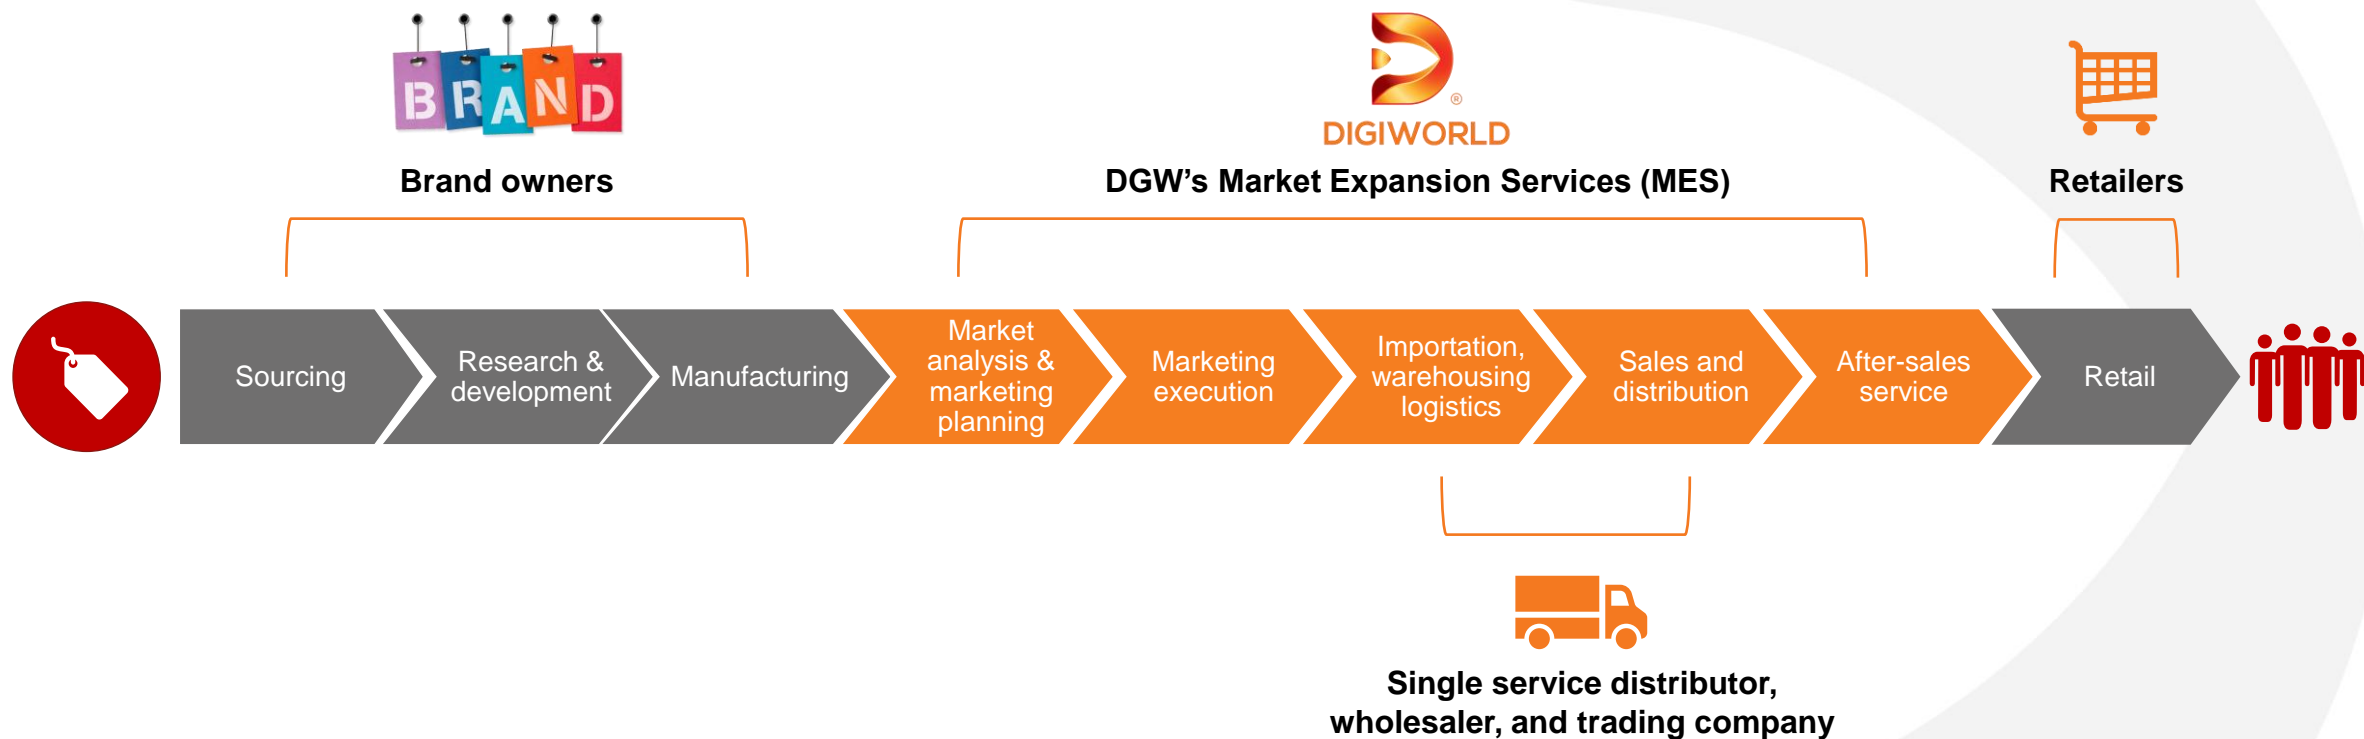 BRAND
DIGIWORLD
Brand owners
DGW’s Market Expansion Services (MES)
Retailers
Sourcing
Research &
development
Manufacturing
Market
analysis &
marketing
planning
Marketing
execution
Importation,
warehousing
logistics
Sales and
distribution
After-sales
service
Retail
Single service distributor,
wholesaler, and trading company